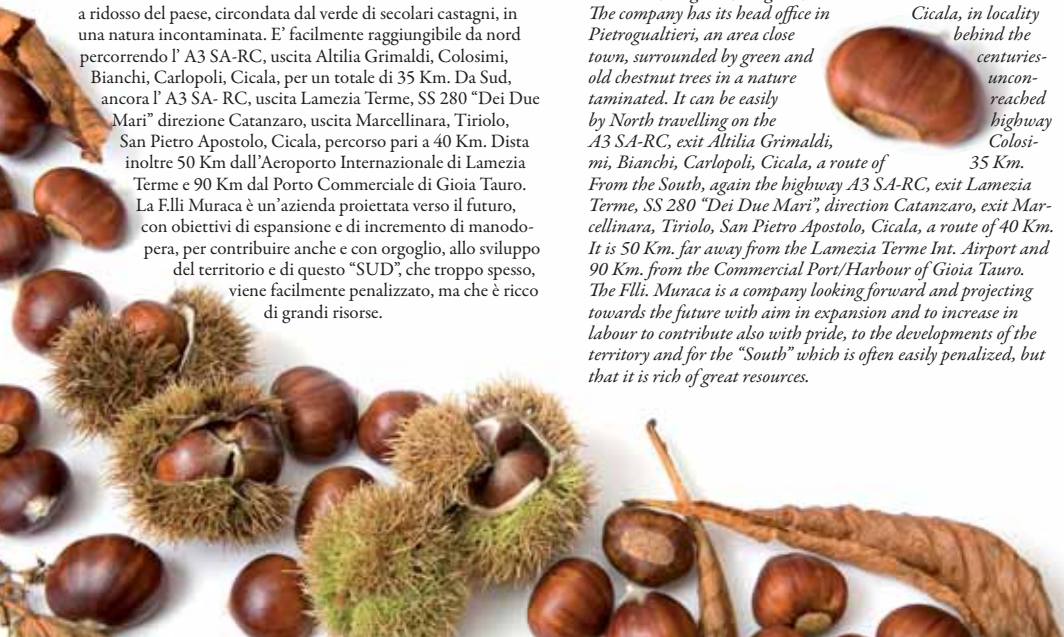 a ridosso del paese, circondata dal verde di secolari castagni, in
una natura incontaminata. E’ facilmente raggiungibile da nord
percorrendo l’ A3 SA-RC, uscita Altilia Grimaldi, Colosimi,
Bianchi, Carlopoli, Cicala, per un totale di 35 Km. Da Sud,
ancora l’ A3 SA- RC, uscita Lamezia Terme, SS 280 “Dei Due
Mari” direzione Catanzaro, uscita Marcellinara, Tiriolo,
San Pietro Apostolo, Cicala, percorso pari a 40 Km. Dista
inoltre 50 Km dall’Aeroporto Internazionale di Lamezia
Terme e 90 Km dal Porto Commerciale di Gioia Tauro.
La F.lli Muraca è un’azienda proiettata verso il futuro,
con obiettivi di espansione e di incremento di manodo-
pera, per contribuire anche e con orgoglio, allo sviluppo
del territorio e di questo “SUD”, che troppo spesso,
viene facilmente penalizzato, ma che è ricco
di grandi risorse.
The company has its head office in Cicala, in locality
Pietrogualtieri, an area close behind the
town, surrounded by green and centuries-
old chestnut trees in a nature uncon-
taminated. It can be easily reached
by North travelling on the highway
A3 SA-RC, exit Altilia Grimaldi, Colosi-
mi, Bianchi, Carlopoli, Cicala, a route of 35 Km.
From the South, again the highway A3 SA-RC, exit Lamezia
Terme, SS 280 “Dei Due Mari”, direction Catanzaro, exit Mar-
cellinara, Tiriolo, San Pietro Apostolo, Cicala, a route of 40 Km.
It is 50 Km. far away from the Lamezia Terme Int. Airport and
90 Km. from the Commercial Port/Harbour of Gioia Tauro.
The Flli. Muraca is a company looking forward and projecting
towards the future with aim in expansion and to increase in
labour to contribute also with pride, to the developments of the
territory and for the “South” which is often easily penalized, but
that it is rich of great resources.